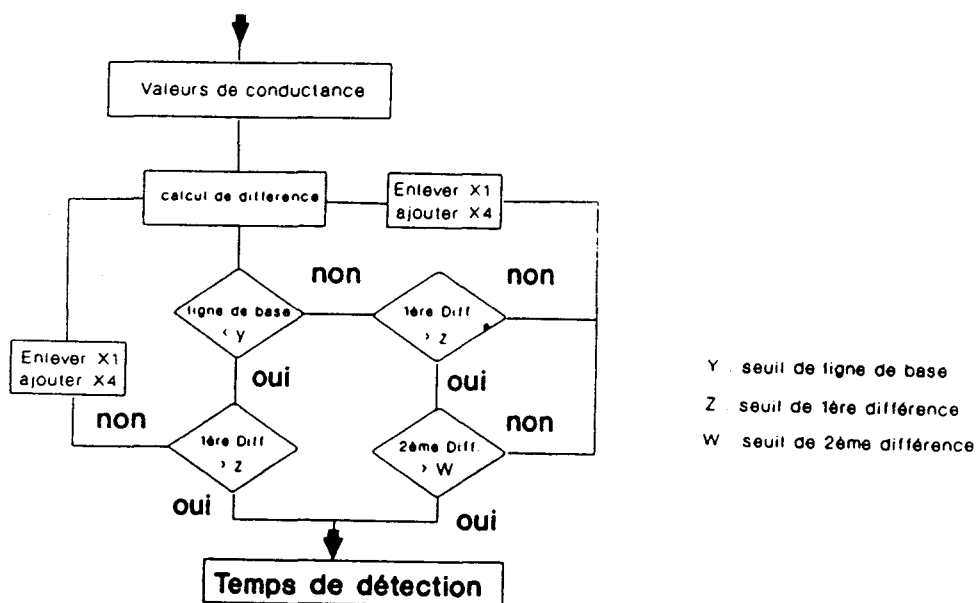 Valeurs de conductance
calcul de différence
Enlever X1
ajouter X4
non
non
ligne de base
< Y
1ère Diff.
> Z
Enlever X1
ajouter X4
oui
oui
non
non
1ère Diff
> Z
2ème Diff.
> W
oui
oui
Temps de détection
Y : seuil de ligne de base
Z : seuil de 1ère différence
W : seuil de 2ème différence